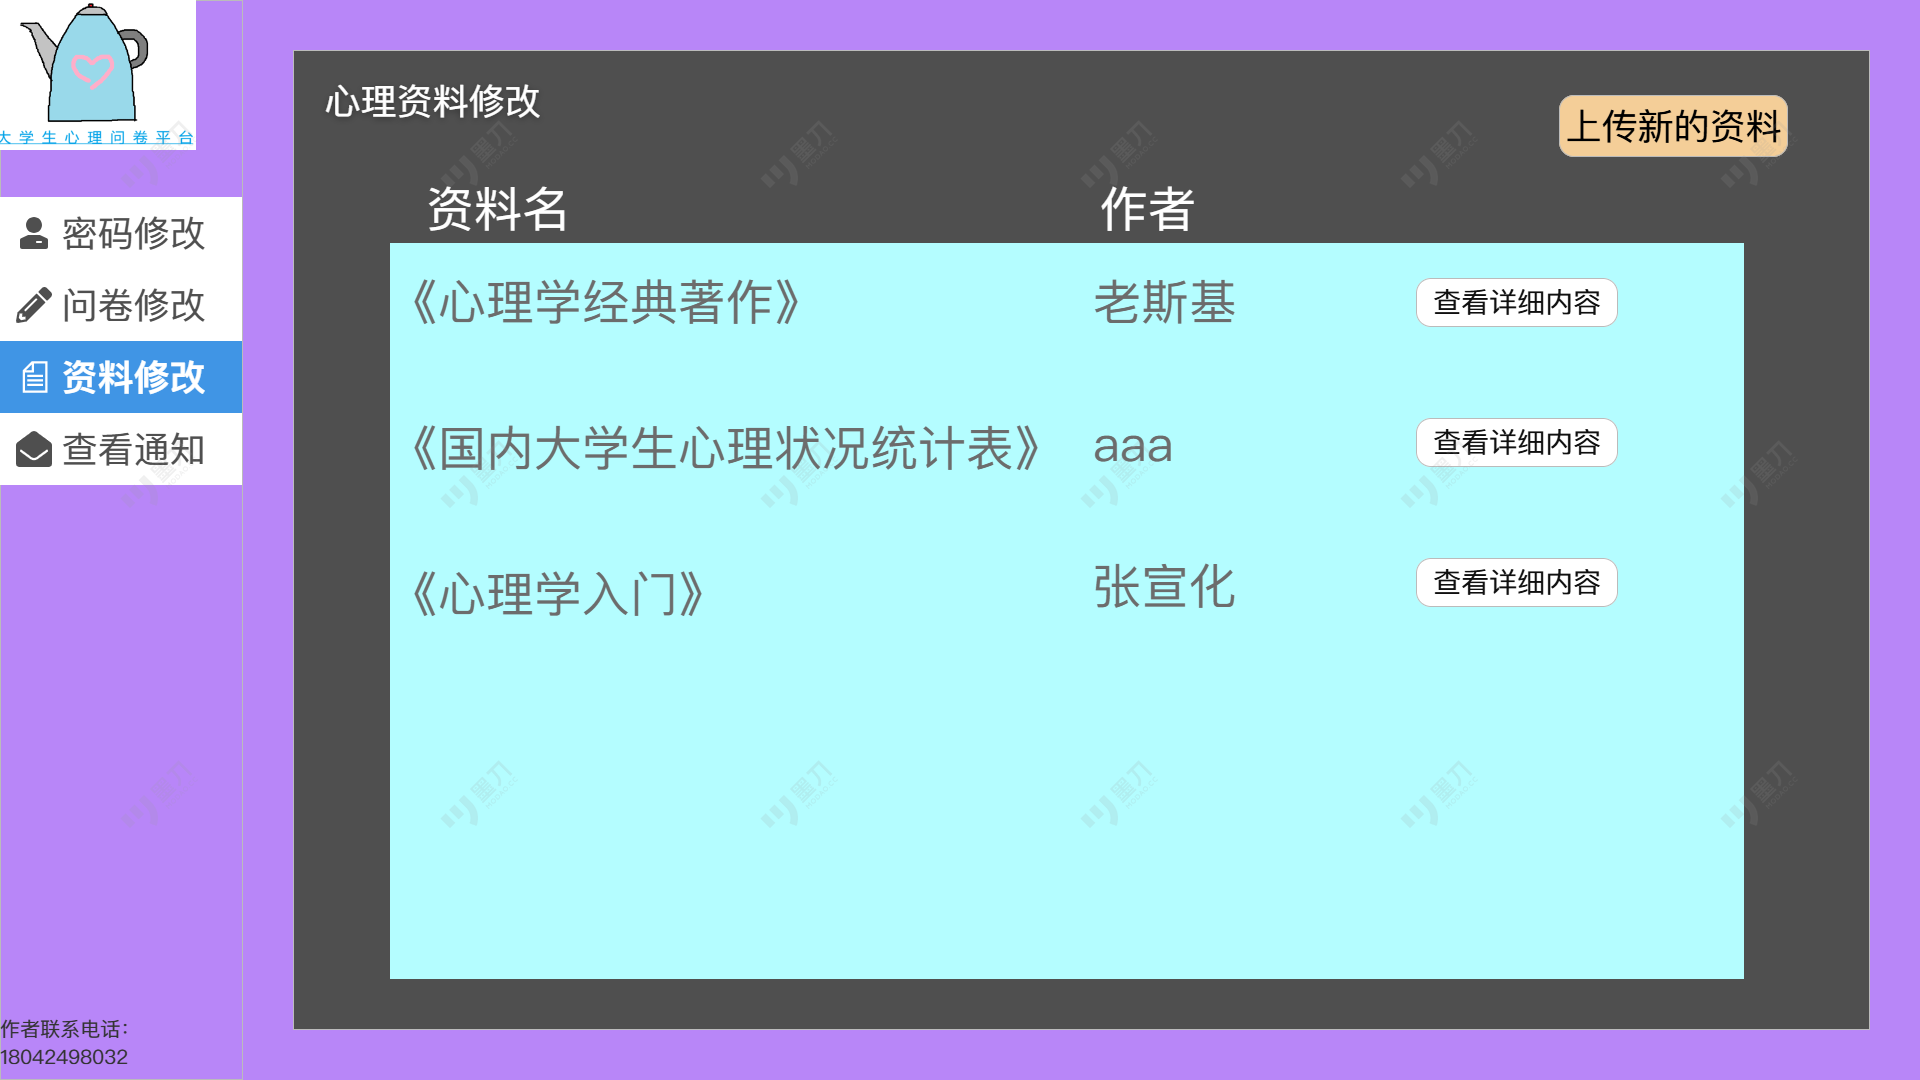 大学生心理问卷平台
密码修改
问卷修改
资料修改
查看通知
作者联系电话：
18042498032
心理资料修改
上传新的资料
资料名 作者
《心理学经典著作》 老斯基 查看详细内容
《国内大学生心理状况统计表》 aaa 查看详细内容
《心理学入门》 张宣化 查看详细内容
墨刀